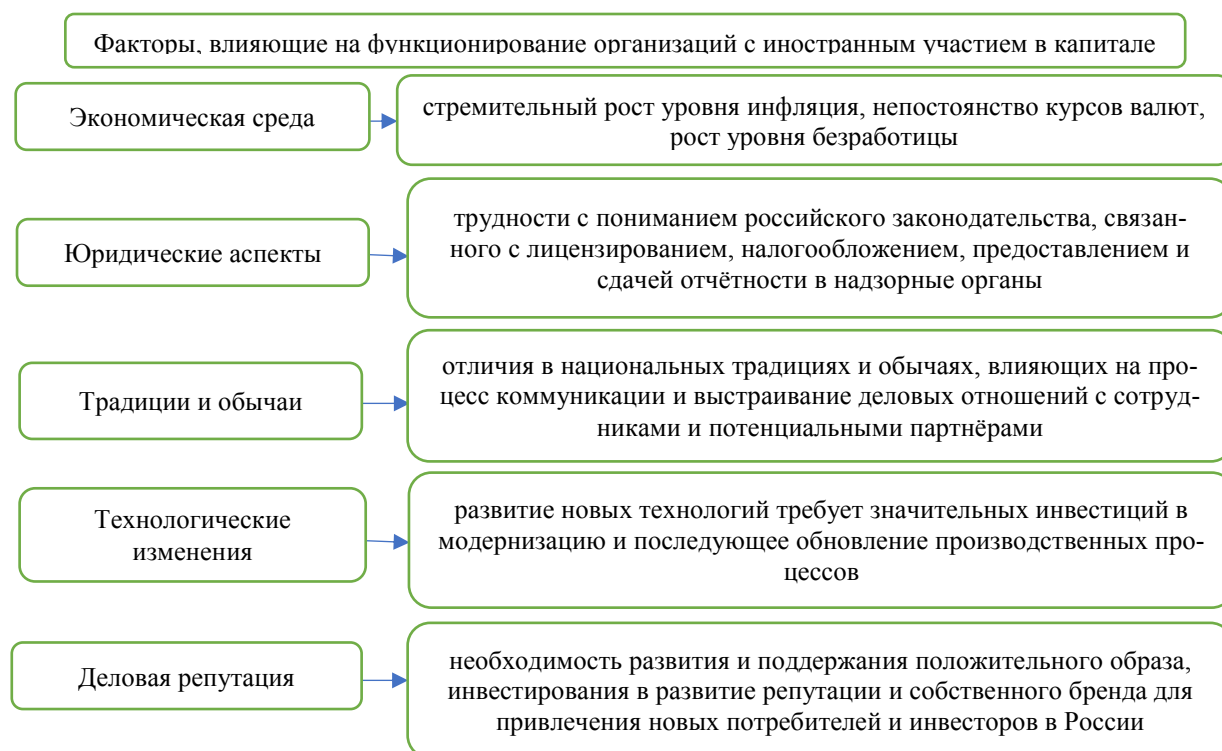 Факторы, влияющие на функционирование организаций с иностранным участием в капитале
Экономическая среда
стремительный рост уровня инфляция, непостоянство курсов валют,
рост уровня безработицы
Юридические аспекты
трудности с пониманием российского законодательства, связан-
ного с лицензированием, налогообложением, предоставлением и
сдачей отчётности в надзорные органы
Традиции и обычаи
отличия в национальных традициях и обычаях, влияющих на про-
цесс коммуникации и выстраивание деловых отношений с сотруд-
никами и потенциальными партнёрами
Технологические
изменения
развитие новых технологий требует значительных инвестиций в
модернизацию и последующее обновление производственных про-
цессов
Деловая репутация
необходимость развития и поддержания положительного образа,
инвестирования в развитие репутации и собственного бренда для
привлечения новых потребителей и инвесторов в России